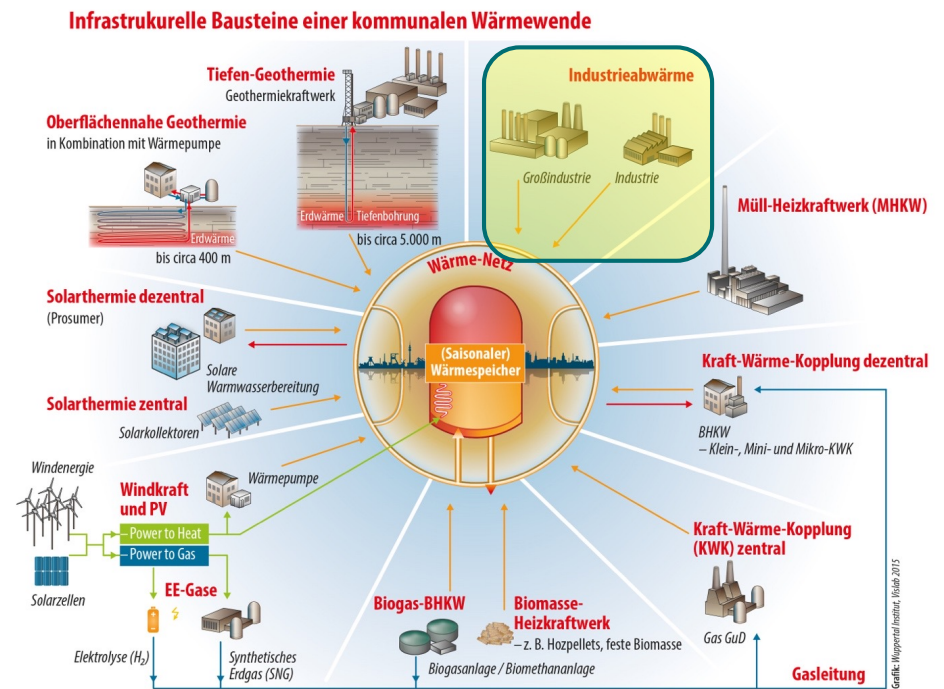 Infrastrukurelle Bausteine einer kommunalen Wärmewende
Tiefen-Geothermie
Geothermiekraftwerk
Erdwärme
Tiefenbohrung
bis circa 5.000 m
Oberflächennahe Geothermie
in Kombination mit Wärmepumpe
Erdwärme
bis circa 400 m
Industrieabwärme
Großindustrie
Industrie
Müll-Heizkraftwerk (MHKW)
Wärme-Netz
(Saisonaler)
Wärmespeicher
Solarthermie dezentral
(Prosumer)
Solare
Warmwasserbereitung
Solarthermie zentral
Solarkollektoren
Kraft-Wärme-Kopplung dezentral
BHKW
– Klein-, Mini- und Mikro-KWK
Windenergie
Windkraft
und PV
Wärmepumpe
Power to Heat
Power to Gas
Solarzellen
EE-Gase
Elektrolyse (H₂)
Synthetisches
Erdgas (SNG)
Biogas-BHKW
Biogasanlage / Biomethananlage
Biomasse-
Heizkraftwerk
– z. B. Hozpellets, feste Biomasse
Kraft-Wärme-Kopplung
(KWK) zentral
Gas GuD
Gasleitung
Grafik: Wuppertal Institut, Vislab 2015